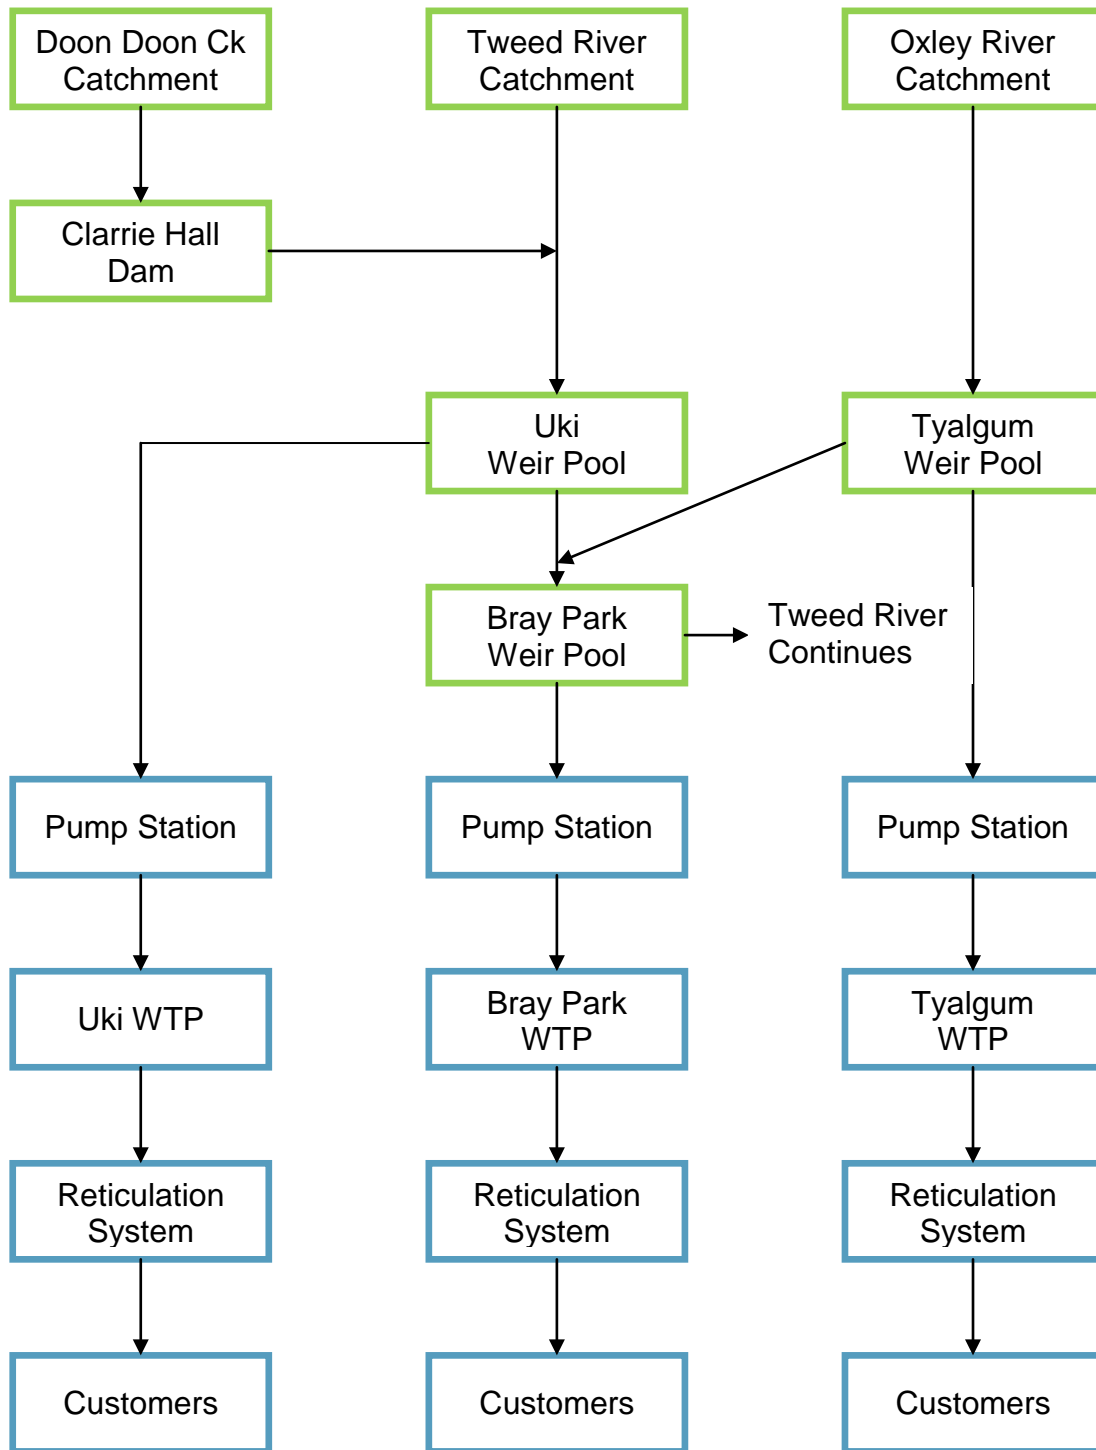 Doon Doon Ck
Catchment
Tweed River
Catchment
Oxley River
Catchment
Clarrie Hall
Dam
Uki
Weir Pool
Tyalgum
Weir Pool
Bray Park
Weir Pool
Tweed River
Continues
Pump Station
Pump Station
Pump Station
Uki WTP
Bray Park
WTP
Tyalgum
WTP
Reticulation
System
Reticulation
System
Reticulation
System
Customers
Customers
Customers